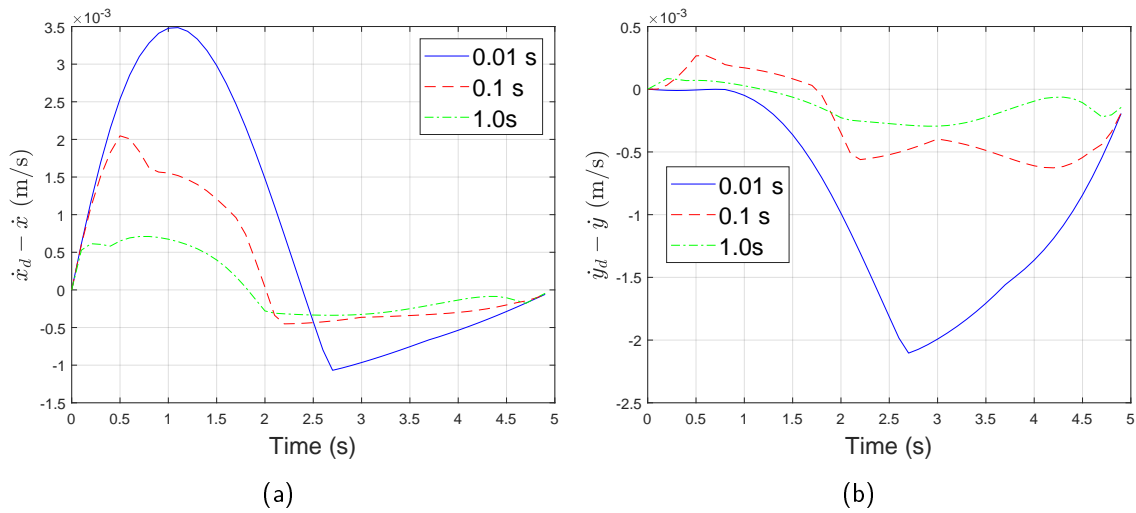 ×10⁻³
3.5
3
2.5
2
1.5
1
0.5
0
-0.5
-1
-1.5
0 0.5 1 1.5 2 2.5 3 3.5 4 4.5 5
Time (s)
ẋ_d − ẋ (m/s)
0.01 s
0.1 s
1.0s
(a)
×10⁻³
0.5
0
-0.5
-1
-1.5
-2
-2.5
0 0.5 1 1.5 2 2.5 3 3.5 4 4.5 5
Time (s)
ẏ_d − ẏ (m/s)
0.01 s
0.1 s
1.0s
(b)